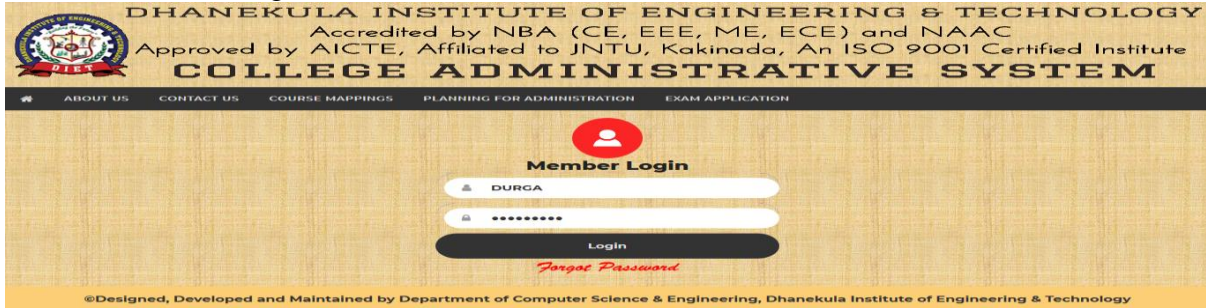 DHANEKULA INSTITUTE OF ENGINEERING & TECHNOLOGY
Accredited by NBA (CE, EEE, ME, ECE) and NAAC
Approved by AICTE, Affiliated to JNTU, Kakinada, An ISO 9001 Certified Institute
COLLEGE ADMINISTRATIVE SYSTEM
DIET
ABOUT US CONTACT US COURSE MAPPINGS PLANNING FOR ADMINISTRATION EXAM APPLICATION
Member Login
DURGA
•••••••••
Login
Forgot Password
©Designed, Developed and Maintained by Department of Computer Science & Engineering, Dhanekula Institute of Engineering & Technology